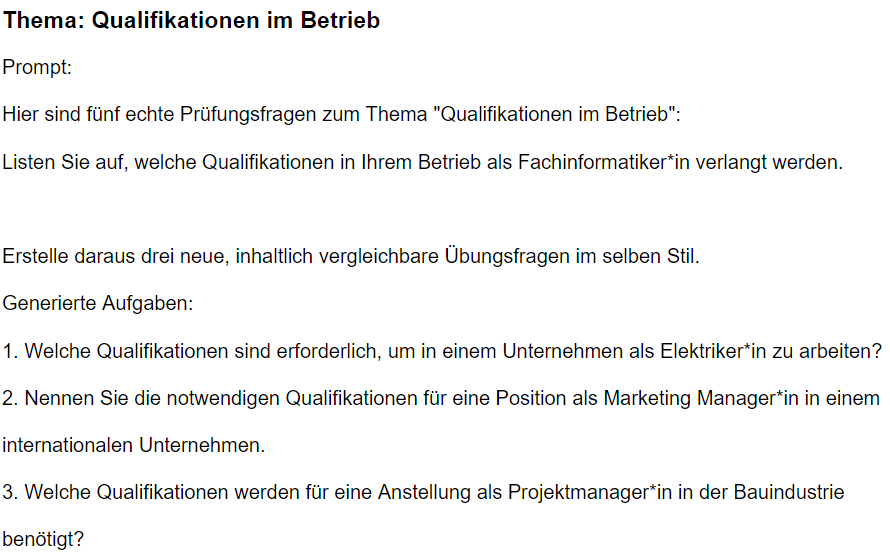 Thema: Qualifikationen im Betrieb
Prompt:
Hier sind fünf echte Prüfungsfragen zum Thema "Qualifikationen im Betrieb":
Listen Sie auf, welche Qualifikationen in Ihrem Betrieb als Fachinformatiker*in verlangt werden.
Erstelle daraus drei neue, inhaltlich vergleichbare Übungsfragen im selben Stil.
Generierte Aufgaben:
1. Welche Qualifikationen sind erforderlich, um in einem Unternehmen als Elektriker*in zu arbeiten?
2. Nennen Sie die notwendigen Qualifikationen für eine Position als Marketing Manager*in in einem
internationalen Unternehmen.
3. Welche Qualifikationen werden für eine Anstellung als Projektmanager*in in der Bauindustrie
benötigt?